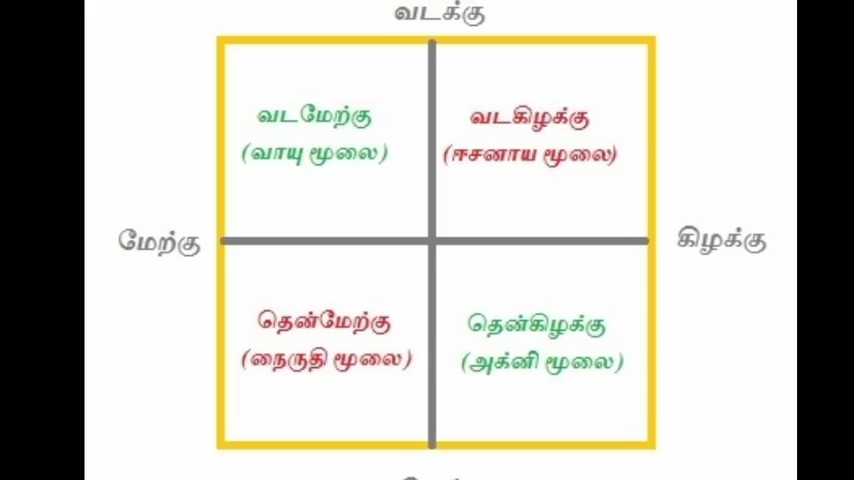 வடக்கு
வடமேற்கு
(வாயு மூலை)
வடகிழக்கு
(ஈசனாய மூலை)
மேற்கு
கிழக்கு
தென்மேற்கு
(நைருதி மூலை)
தென்கிழக்கு
(அக்னி மூலை)